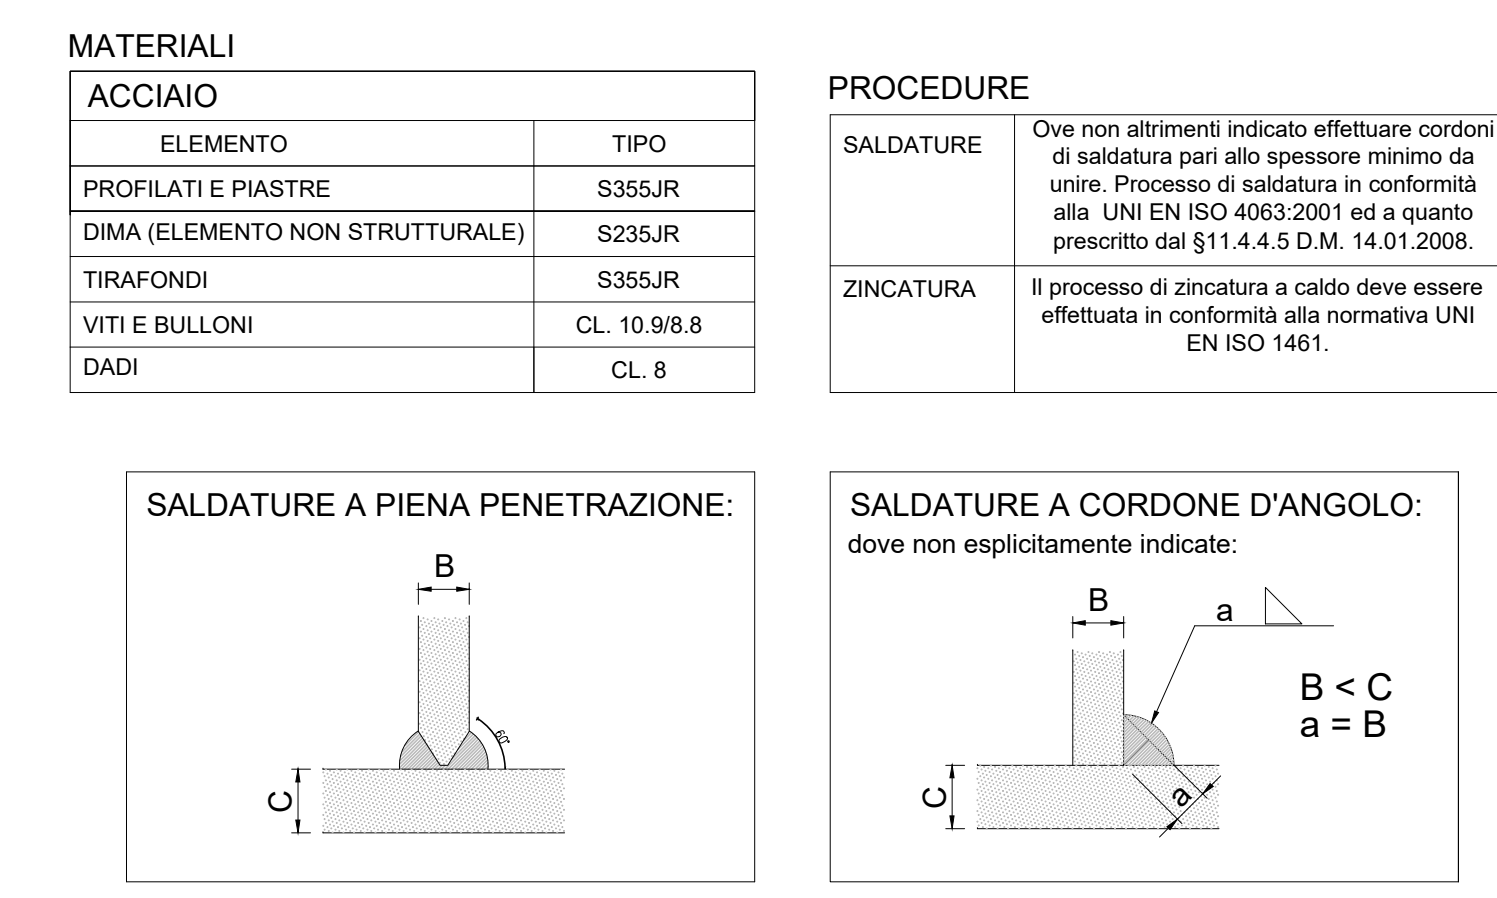 MATERIALI
ACCIAIO
ELEMENTO TIPO
PROFILATI E PIASTRE S355JR
DIMA (ELEMENTO NON STRUTTURALE) S235JR
TIRAFONDI S355JR
VITI E BULLONI CL. 10.9/8.8
DADI CL. 8
PROCEDURE
SALDATURE
Ove non altrimenti indicato effettuare cordoni
di saldatura pari allo spessore minimo da
unire. Processo di saldatura in conformità
alla UNI EN ISO 4063:2001 ed a quanto
prescritto dal §11.4.4.5 D.M. 14.01.2008.
ZINCATURA
Il processo di zincatura a caldo deve essere
effettuata in conformità alla normativa UNI
EN ISO 1461.
SALDATURE A PIENA PENETRAZIONE:
B
60°
C
SALDATURE A CORDONE D'ANGOLO:
dove non esplicitamente indicate:
B
a
B < C
a = B
C
a